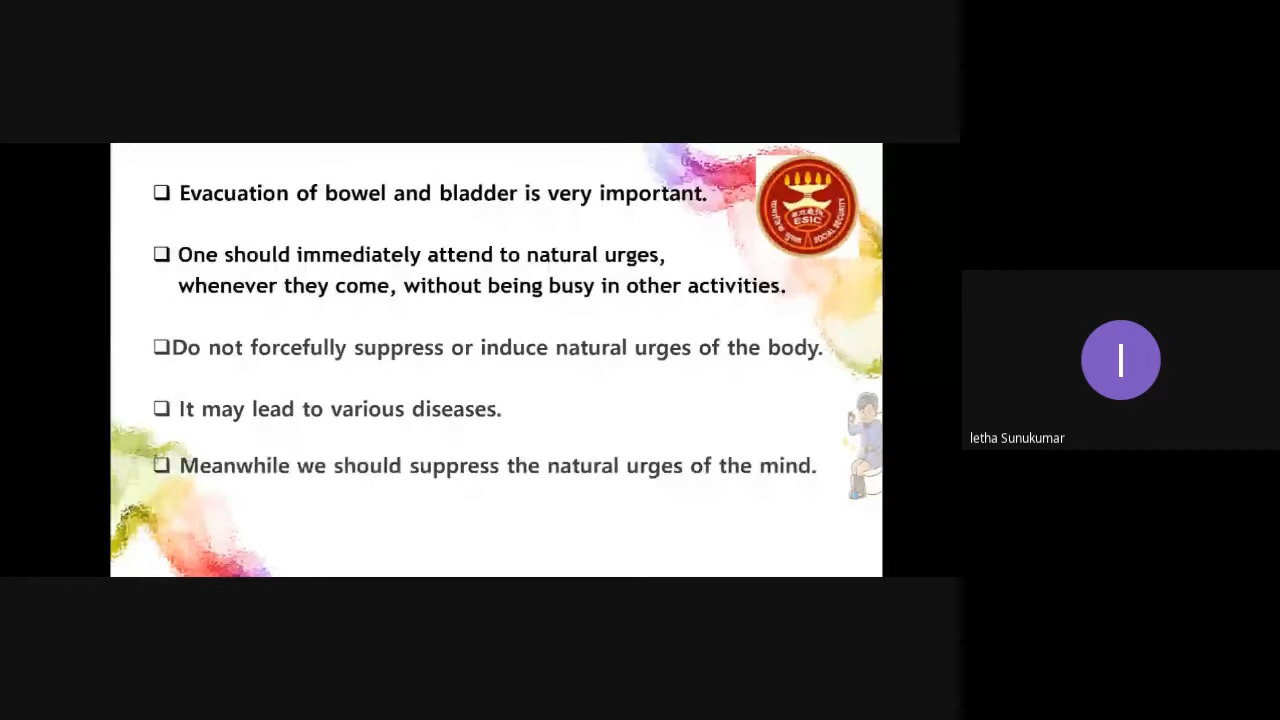 ❑ Evacuation of bowel and bladder is very important.
❑ One should immediately attend to natural urges,
whenever they come, without being busy in other activities.
❑Do not forcefully suppress or induce natural urges of the body.
❑ It may lead to various diseases.
❑ Meanwhile we should suppress the natural urges of the mind.
क.रा.बी.नि.
ESIC
SOCIAL SECURITY
l
letha Sunukumar